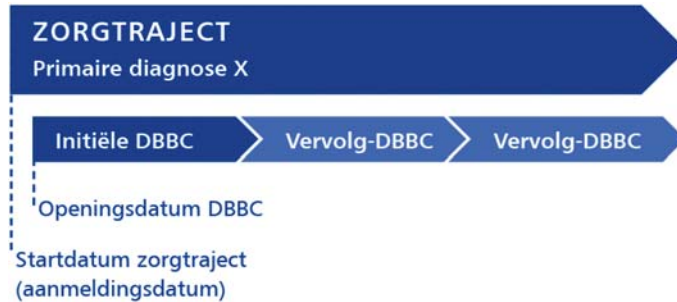 ZORGTRAJECT
Primaire diagnose X
Initiële DBBC
Vervolg-DBBC
Vervolg-DBBC
Openingsdatum DBBC
Startdatum zorgtraject
(aanmeldingsdatum)